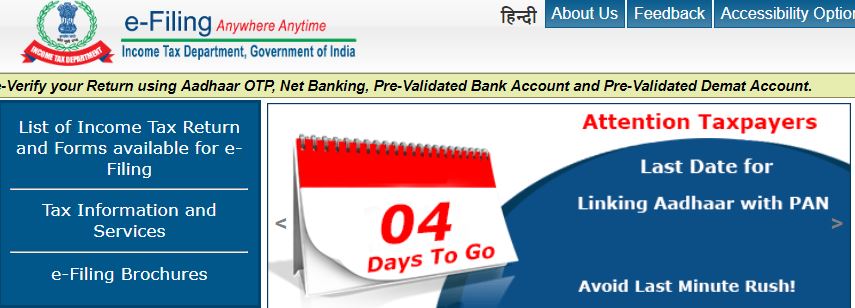 e-Filing Anywhere Anytime
Income Tax Department, Government of India
INCOME TAX DEPARTMENT
हिन्दी
About Us
Feedback
Accessibility Optio
e-Verify your Return using Aadhaar OTP, Net Banking, Pre-Validated Bank Account and Pre-Validated Demat Account.
List of Income Tax Return
and Forms available for e-
Filing
Tax Information and
Services
e-Filing Brochures
<
04
Days To Go
Attention Taxpayers
Last Date for
Linking Aadhaar with PAN
>
Avoid Last Minute Rush!